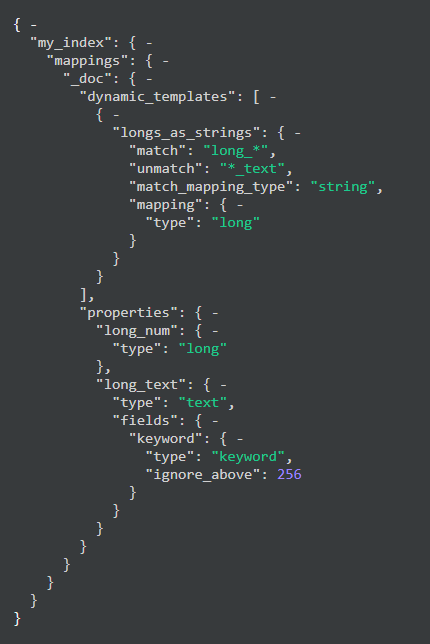 { -
  "my_index": { -
    "mappings": { -
      "_doc": { -
        "dynamic_templates": [ -
          { -
            "longs_as_strings": { -
              "match": "long_*",
              "unmatch": "*_text",
              "match_mapping_type": "string",
              "mapping": { -
                "type": "long"
              }
            }
          }
        ],
        "properties": { -
          "long_num": { -
            "type": "long"
          },
          "long_text": { -
            "type": "text",
            "fields": { -
              "keyword": { -
                "type": "keyword",
                "ignore_above": 256
              }
            }
          }
        }
      }
    }
  }
}